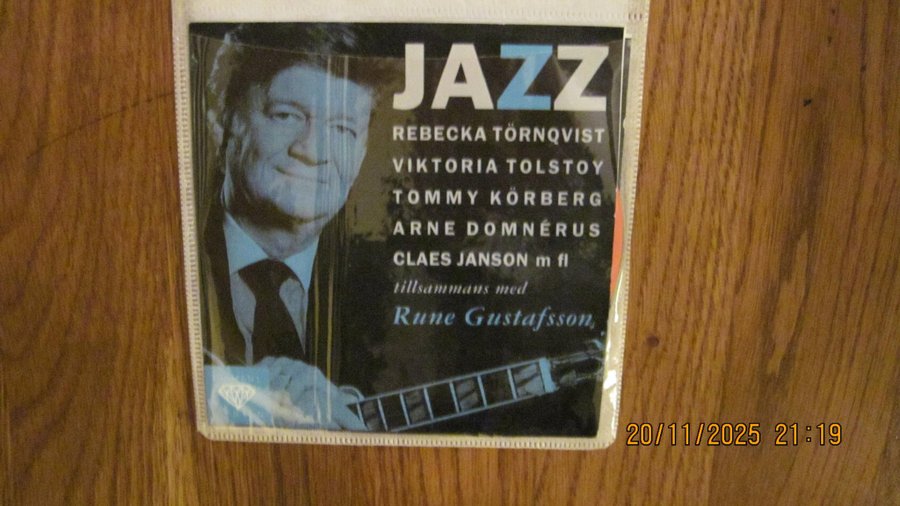 JAZZ
REBECKA TÖRNQVIST
VIKTORIA TOLSTOY
TOMMY KÖRBERG
ARNE DOMNÉRUS
CLAES JANSON m fl
tillsammans med
Rune Gustafsson
20/11/2025 21:19